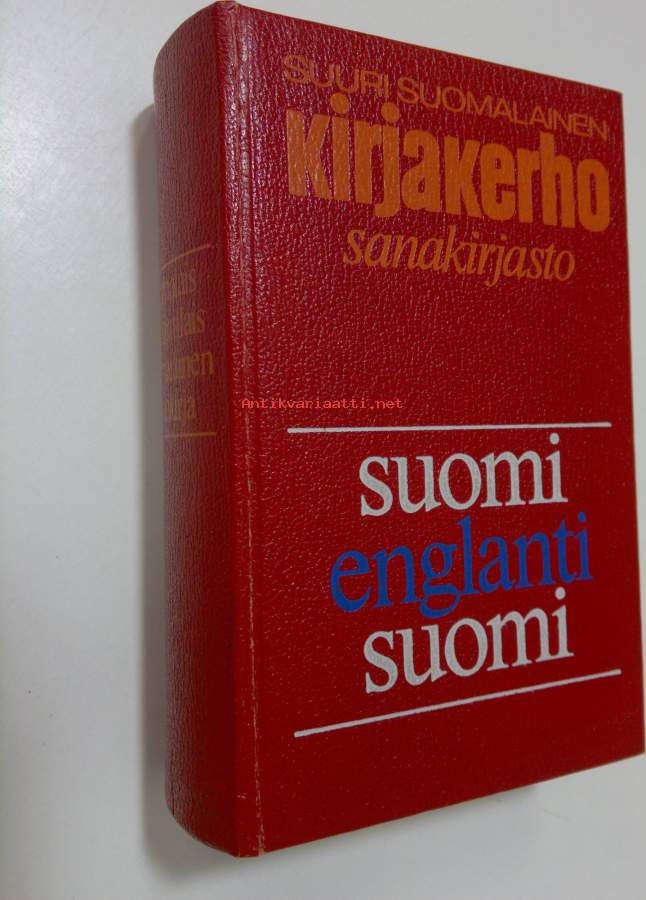 SUURI SUOMALAINEN
kirjakerho
sanakirjasto
Antikvariaatti.net
suomi
englanti
suomi